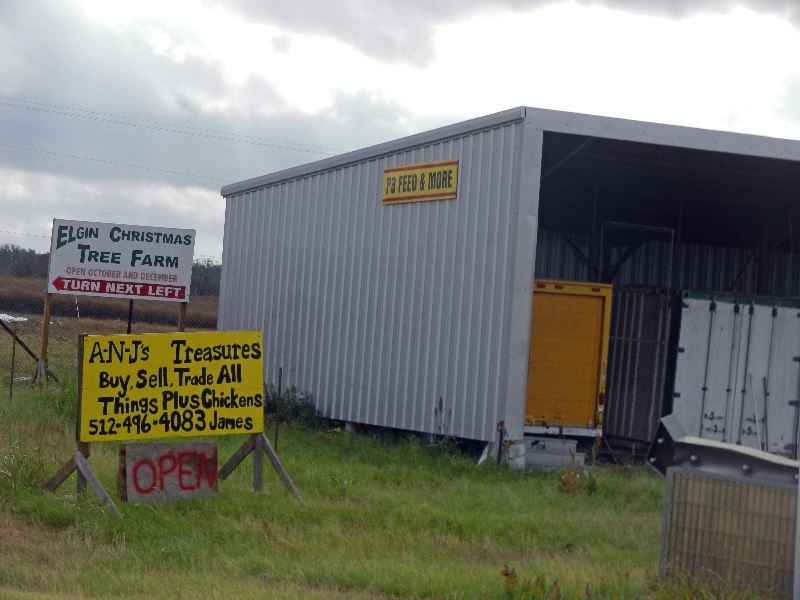 P3 FEED & MORE
ELGIN CHRISTMAS
TREE FARM
OPEN OCTOBER AND DECEMBER
TURN NEXT LEFT
A-N-J's Treasures
Buy, Sell, Trade All
Things Plus Chickens
512-496-4083 James
OPEN